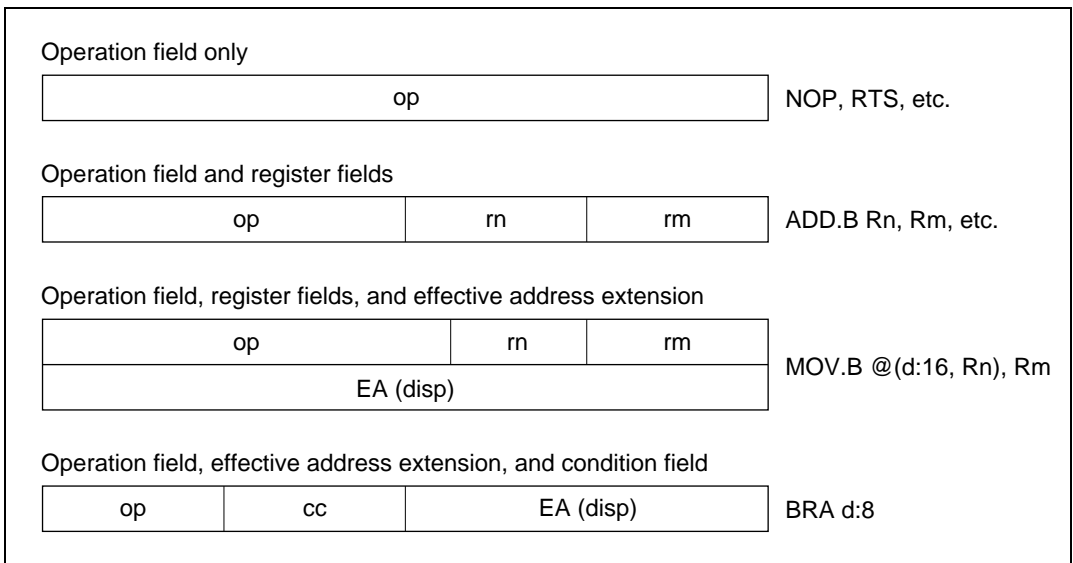 Operation field only
op NOP, RTS, etc.
Operation field and register fields
op rn rm ADD.B Rn, Rm, etc.
Operation field, register fields, and effective address extension
op rn rm
MOV.B @(d:16, Rn), Rm
EA (disp)
Operation field, effective address extension, and condition field
op cc EA (disp) BRA d:8